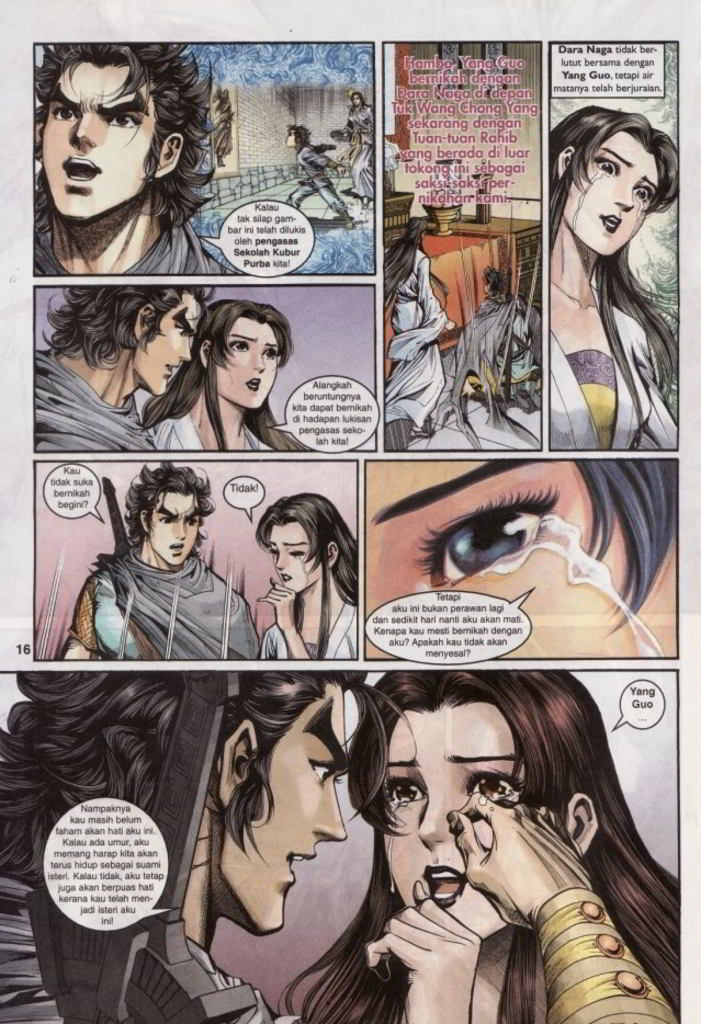 Kalau
tak silap gam-
bar ini telah dilukis
oleh pengasas
Sekolah Kubur
Purba kita!
Hamba, Yang Guo
bernikah dengan
Dara Naga di depan
Tuk Wang Chong Yang
sekarang dengan
Tuan-tuan Rahib
yang berada di luar
tokong ini sebagai
saksi-saksi per-
nikahan kami.
Dara Naga tidak ber-
lutut bersama dengan
Yang Guo, tetapi air
matanya telah berjuraian.
Alangkah
beruntungnya
kita dapat bernikah
di hadapan lukisan
pengasas seko-
lah kita!
Kau
tidak suka
bernikah
begini?
Tidak!
Tetapi
aku ini bukan perawan lagi
dan sedikit hari nanti aku akan mati.
Kenapa kau mesti bernikah dengan
aku? Apakah kau tidak akan
menyesal?
16
Yang
Guo
...
Nampaknya
kau masih belum
faham akan hati aku ini.
Kalau ada umur, aku
memang harap kita akan
terus hidup sebagai suami
isteri. Kalau tidak, aku tetap
juga akan berpuas hati
kerana kau telah men-
jadi isteri aku
ini!